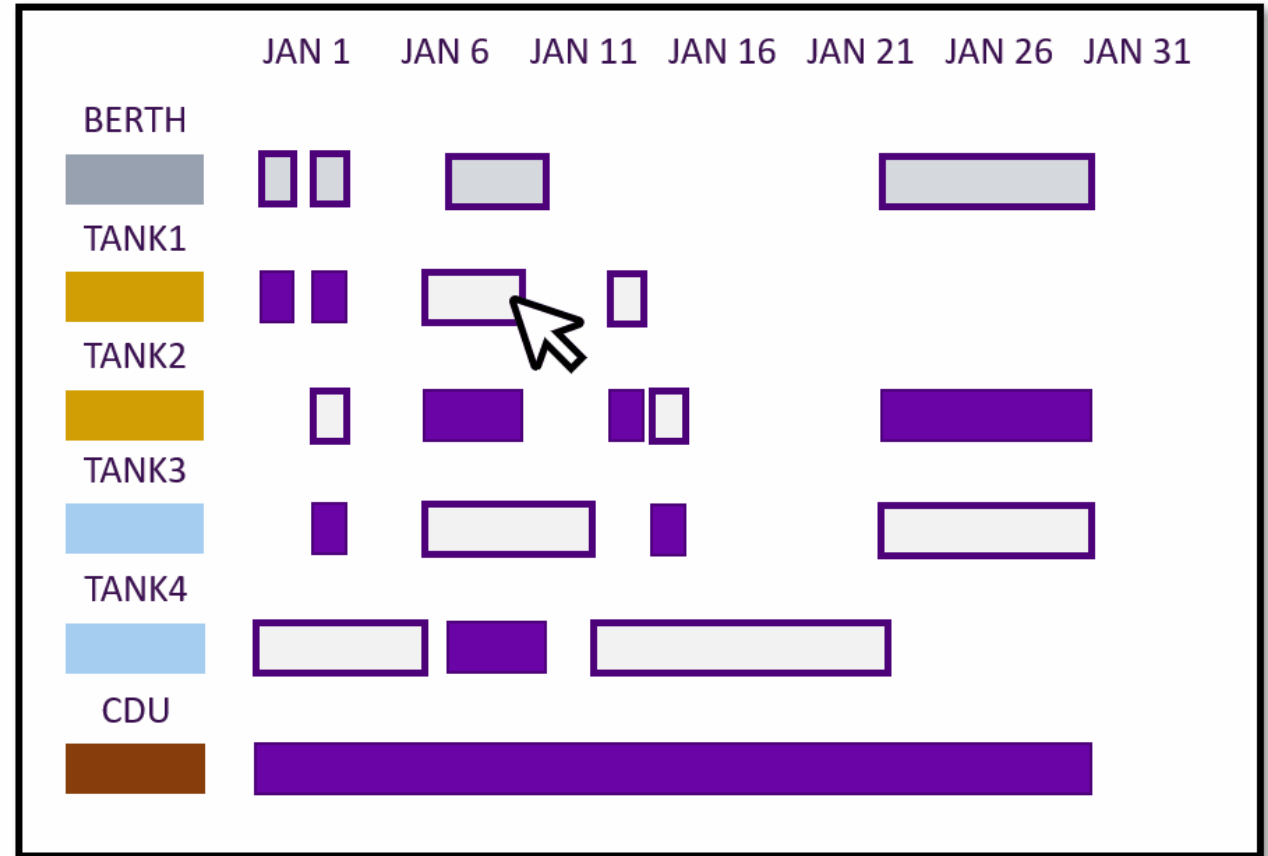 JAN 1 JAN 6 JAN 11 JAN 16 JAN 21 JAN 26 JAN 31
BERTH
TANK1
TANK2
TANK3
TANK4
CDU